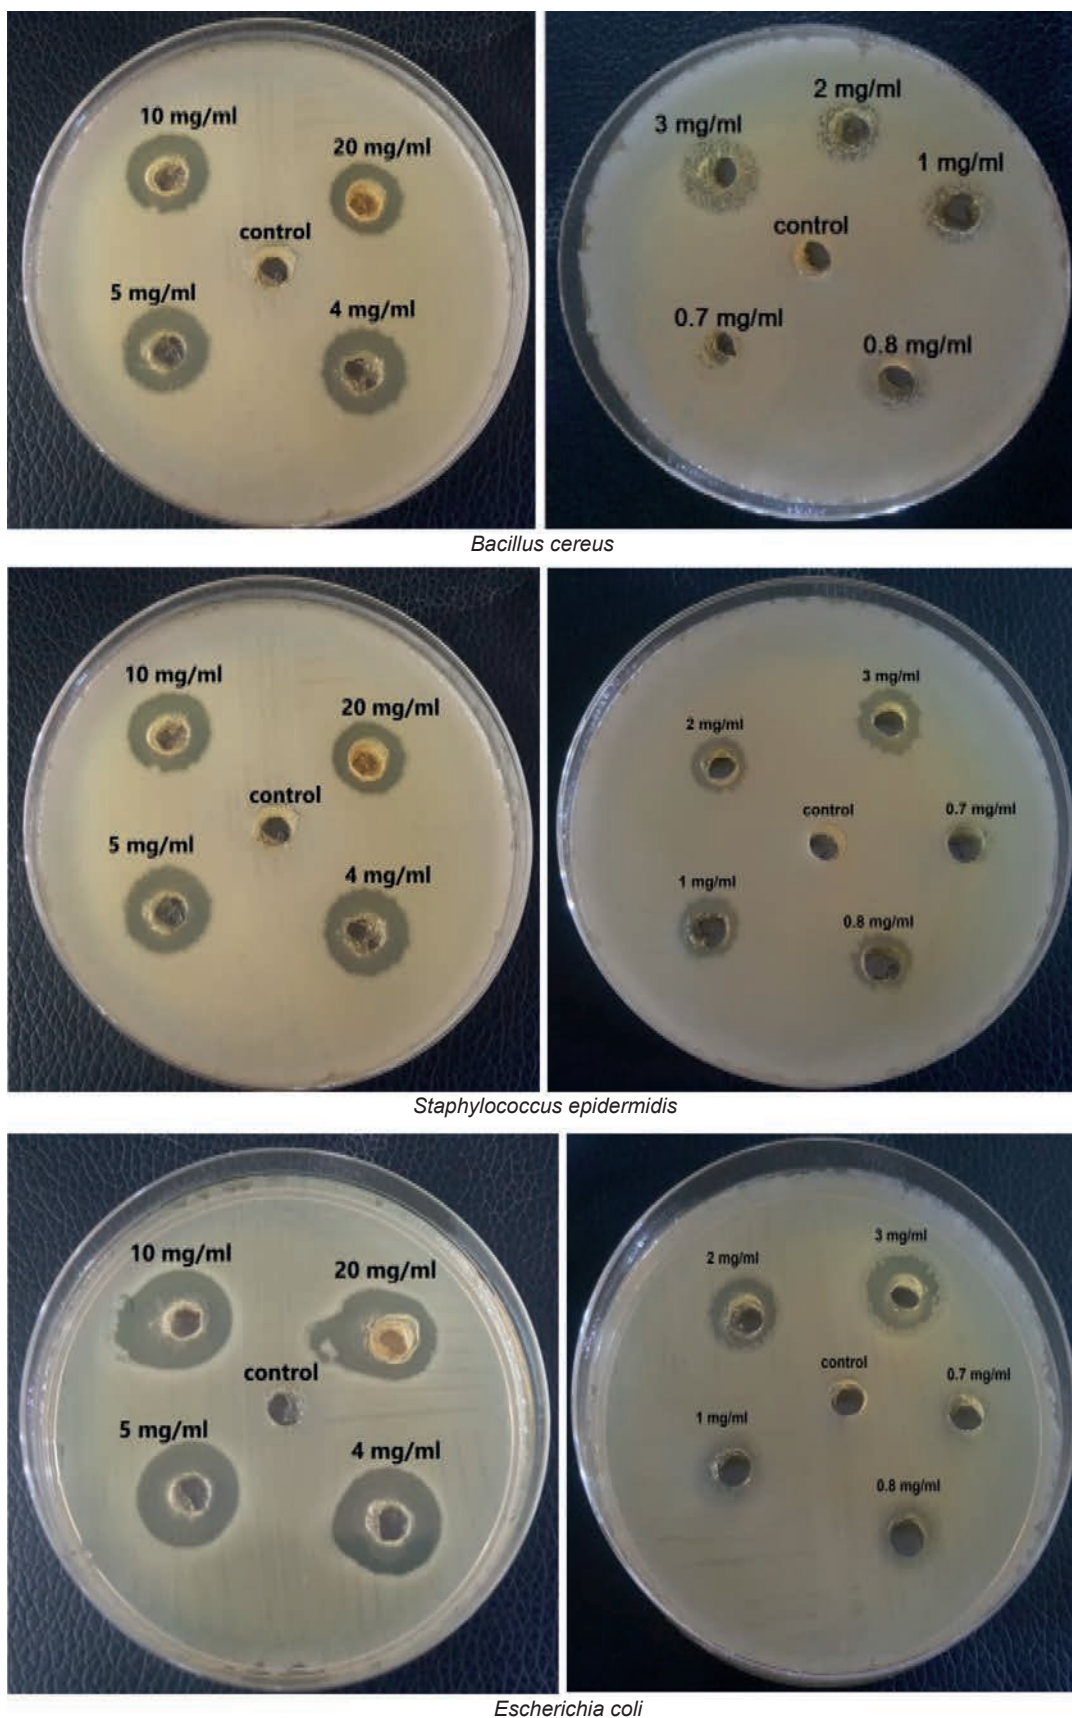 10 mg/ml
20 mg/ml
control
5 mg/ml
4 mg/ml
2 mg/ml
3 mg/ml
1 mg/ml
control
0.7 mg/ml
0.8 mg/ml
Bacillus cereus
10 mg/ml
20 mg/ml
control
5 mg/ml
4 mg/ml
3 mg/ml
2 mg/ml
control
0.7 mg/ml
1 mg/ml
0.8 mg/ml
Staphylococcus epidermidis
10 mg/ml
20 mg/ml
control
5 mg/ml
4 mg/ml
3 mg/ml
2 mg/ml
control
0.7 mg/ml
1 mg/ml
0.8 mg/ml
Escherichia coli